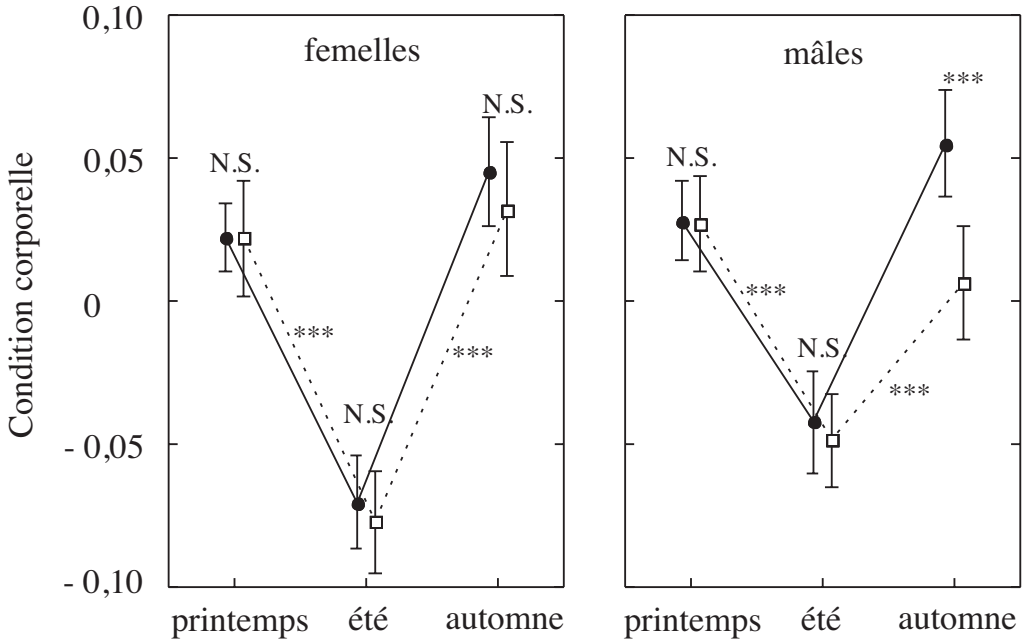 Condition corporelle
0,10
0,05
0
- 0,05
- 0,10
femelles
N.S.
***
N.S.
***
N.S.
printemps
été
automne
mâles
N.S.
***
N.S.
***
***
printemps
été
automne